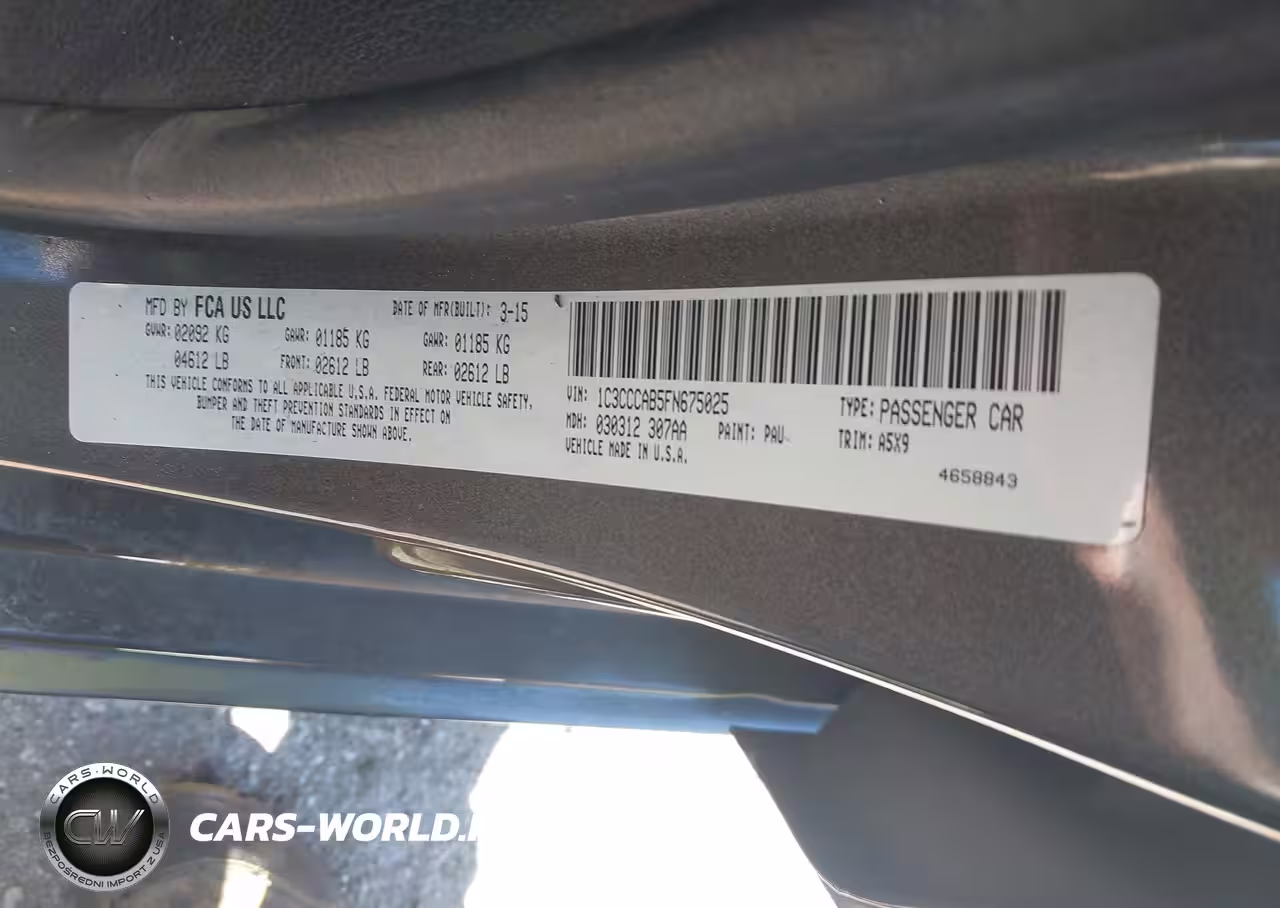 MFD BY FCA US LLC DATE OF MFR(BUILT): 3-15
GVWR: 02092 KG GAWR: 01185 KG GAWR: 01185 KG
04612 LB FRONT: 02612 LB REAR: 02612 LB
THIS VEHICLE CONFORMS TO ALL APPLICABLE U.S.A. FEDERAL MOTOR VEHICLE SAFETY,
BUMPER AND THEFT PREVENTION STANDARDS IN EFFECT ON
THE DATE OF MANUFACTURE SHOWN ABOVE.
VIN: 1C3CCCAB5FN675025 TYPE: PASSENGER CAR
MDH: 030312 307AA PAINT: PAU TRIM: A5X9
VEHICLE MADE IN U.S.A.
4658843
CARS-WORLD
CW
BEZPOŚREDNI IMPORT Z USA
CARS-WORLD.